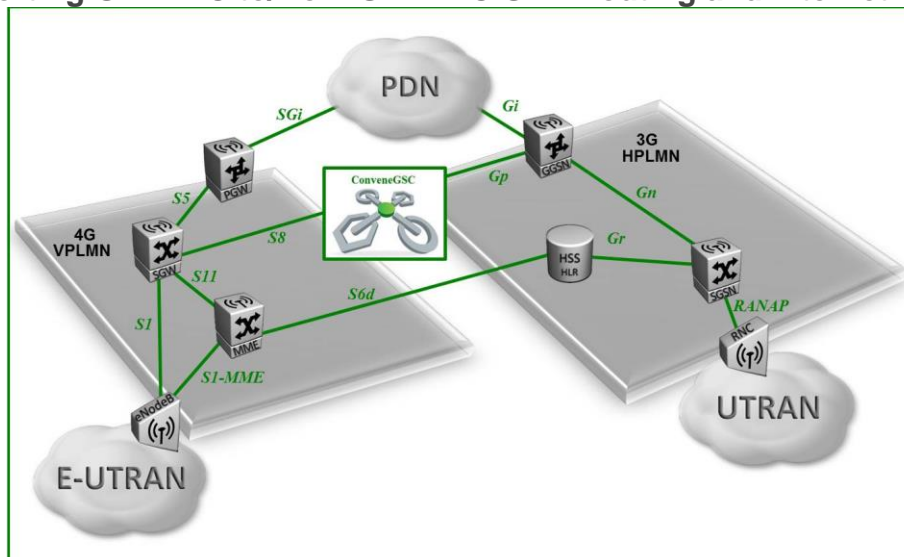 PDN
SGi
Gi
3G
HPLMN
GGSN
PGW
ConveneGSC
Gp
S5
Gn
4G
VPLMN
S8
SGW
HSS
HLR
Gr
S11
SGSN
S6d
RANAP
S1
MME
RNC
S1-MME
eNodeB
UTRAN
E-UTRAN